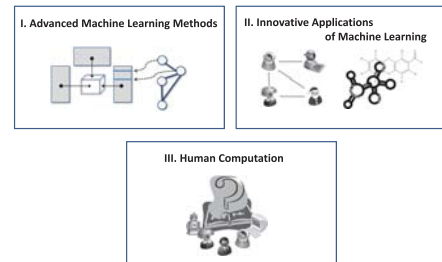 I. Advanced Machine Learning Methods
II. Innovative Applications
of Machine Learning
III. Human Computation
?